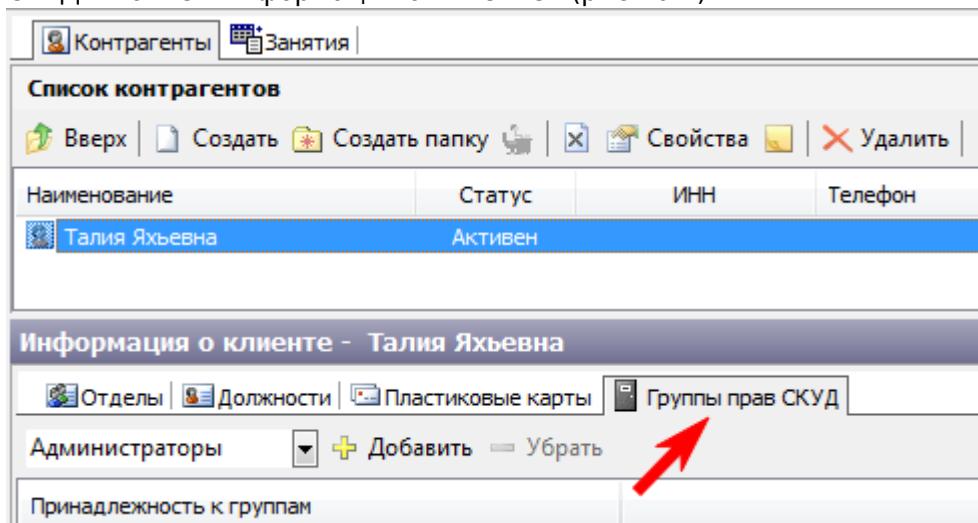 Контрагенты Занятия
Список контрагентов
Вверх Создать Создать папку Свойства Удалить
Наименование Статус ИНН Телефон
Талия Яхьевна Активен
Информация о клиенте - Талия Яхьевна
Отделы Должности Пластиковые карты Группы прав СКУД
Администраторы Добавить Убрать
Принадлежность к группам